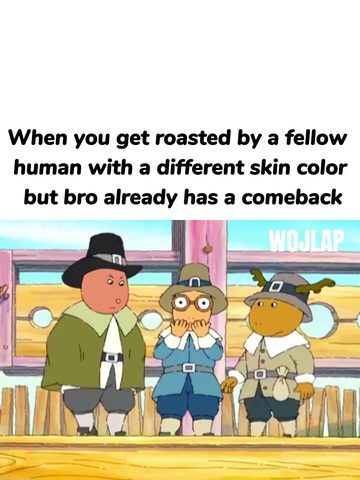 When you get roasted by a fellow
human with a different skin color
but bro already has a comeback
WOJLAP